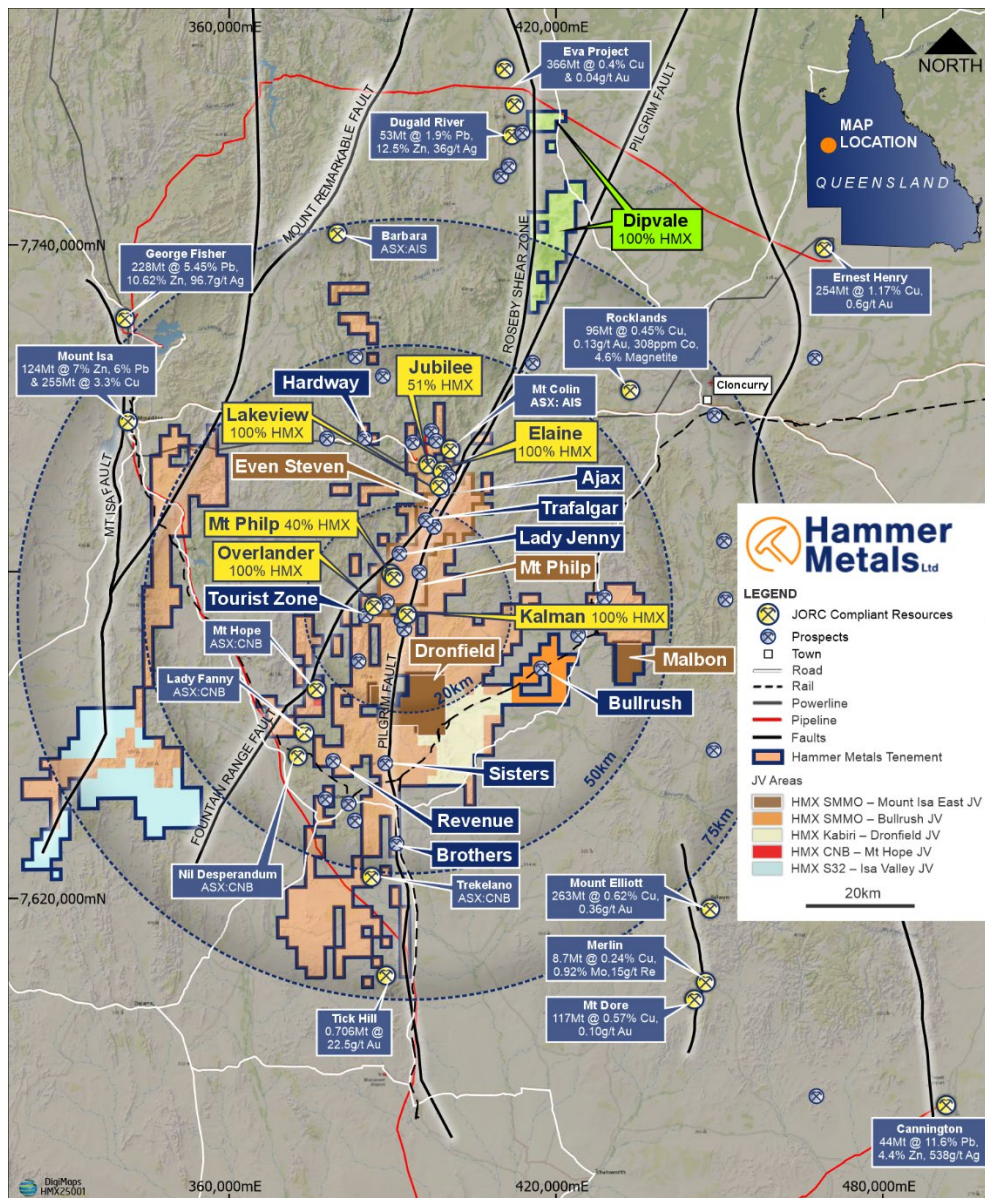 360,000mE
420,000mE
NORTH
MAP
LOCATION
QUEENSLAND
Eva Project
366Mt @ 0.4% Cu
& 0.04g/t Au
Dugald River
53Mt @ 1.9% Pb,
12.5% Zn, 36g/t Ag
MOUNT REMARKABLE FAULT
PILGRIM FAULT
ROSEBY SHEAR ZONE
Dipvale
100% HMX
7,740,000mN
Barbara
ASX:AIS
George Fisher
228Mt @ 5.45% Pb,
10.62% Zn, 96.7g/t Ag
Ernest Henry
254Mt @ 1.17% Cu,
0.6g/t Au
Rocklands
96Mt @ 0.45% Cu,
0.13g/t Au, 308ppm Co,
4.6% Magnetite
Mount Isa
124Mt @ 7% Zn, 6% Pb
& 255Mt @ 3.3% Cu
Jubilee
51% HMX
Hardway
Mt Colin
ASX: AIS
Cloncurry
Lakeview
100% HMX
Elaine
100% HMX
Even Steven
Ajax
MT ISA FAULT
Trafalgar
Mt Philp 40% HMX
Lady Jenny
Overlander
100% HMX
Mt Philp
Tourist Zone
Kalman 100% HMX
Mt Hope
ASX:CNB
Dronfield
Malbon
Lady Fanny
ASX:CNB
20km
Bullrush
PILGRIM FAULT
FOUNTAIN RANGE FAULT
Sisters
50km
Revenue
75km
Brothers
Nil Desperandum
ASX:CNB
Trekelano
ASX:CNB
7,620,000mN
Mount Elliott
263Mt @ 0.62% Cu,
0.36g/t Au
Merlin
8.7Mt @ 0.24% Cu,
0.92% Mo,15g/t Re
Mt Dore
117Mt @ 0.57% Cu,
0.10g/t Au
Tick Hill
0.706Mt @
22.5g/t Au
Cannington
44Mt @ 11.6% Pb,
4.4% Zn, 538g/t Ag
Hammer
Metals Ltd
LEGEND
JORC Compliant Resources
Prospects
Town
Road
Rail
Powerline
Pipeline
Faults
Hammer Metals Tenement
JV Areas
HMX SMMO – Mount Isa East JV
HMX SMMO – Bullrush JV
HMX Kabiri – Dronfield JV
HMX CNB – Mt Hope JV
HMX S32 – Isa Valley JV
20km
DigiMaps
HMX25001
360,000mE
420,000mE
480,000mE